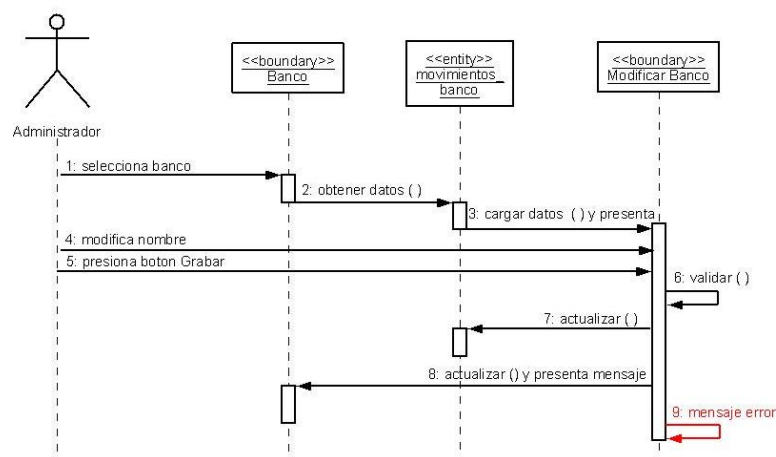 <<boundary>>
Banco
<<entity>>
movimientos_
banco
<<boundary>>
Modificar Banco
Administrador
1: selecciona banco
2: obtener datos ( )
3: cargar datos ( ) y presenta
4: modifica nombre
5: presiona boton Grabar
6: validar ( )
7: actualizar ( )
8: actualizar () y presenta mensaje
9: mensaje error